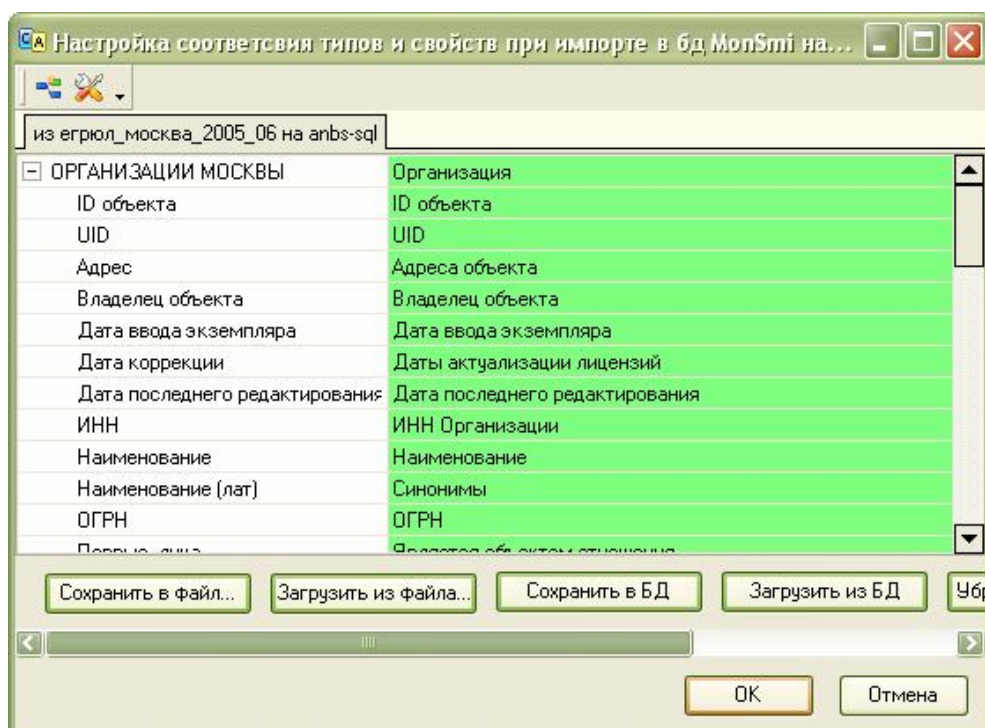 Настройка соответсвия типов и свойств при импорте в бд MonSmi на...
из егрюл_москва_2005_06 на anbs-sql
ОРГАНИЗАЦИИ МОСКВЫ Организация
ID объекта ID объекта
UID UID
Адрес Адреса объекта
Владелец объекта Владелец объекта
Дата ввода экземпляра Дата ввода экземпляра
Дата коррекции Даты актуализации лицензий
Дата последнего редактирования Дата последнего редактирования
ИНН ИНН Организации
Наименование Наименование
Наименование (лат) Синонимы
ОГРН ОГРН
Сохранить в файл... Загрузить из файла... Сохранить в БД Загрузить из БД
OK Отмена